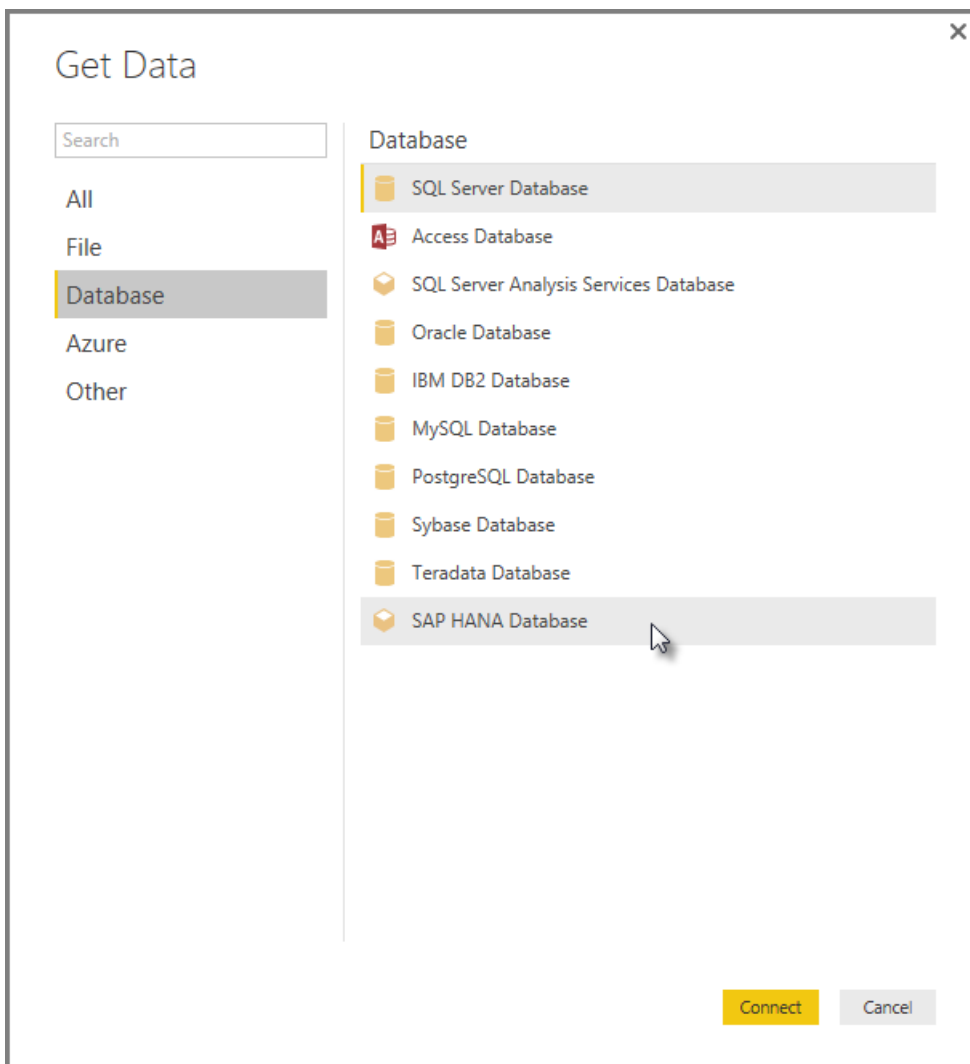 Get Data
Search
All
File
Database
Azure
Other
Database
SQL Server Database
Access Database
SQL Server Analysis Services Database
Oracle Database
IBM DB2 Database
MySQL Database
PostgreSQL Database
Sybase Database
Teradata Database
SAP HANA Database
Connect
Cancel